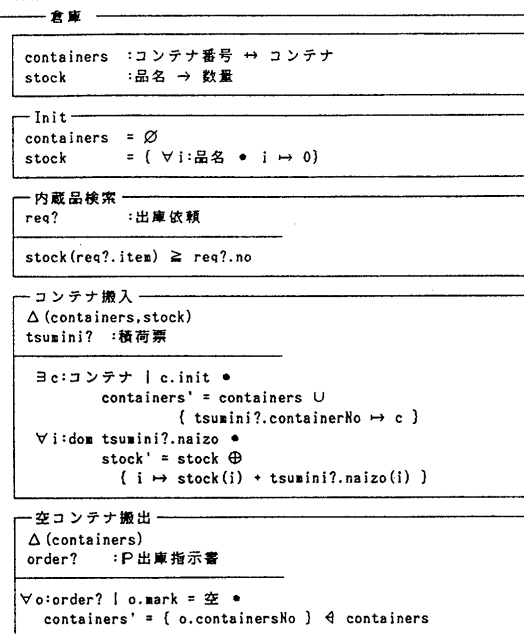 倉庫
containers :コンテナ番号 ↔ コンテナ
stock :品名 → 数量
Init
containers = ∅
stock = { ∀i:品名 • i ↦ 0}
内蔵品検索
req? :出庫依頼
stock(req?.item) ≧ req?.no
コンテナ搬入
Δ(containers,stock)
tsumini? :積荷票
∃c:コンテナ | c.init •
containers' = containers ∪
{ tsumini?.containerNo ↦ c }
∀i:dom tsumini?.naizo •
stock' = stock ⊕
{ i ↦ stock(i) + tsumini?.naizo(i) }
空コンテナ搬出
Δ(containers)
order? :P出庫指示書
∀o:order? | o.mark = 空 •
containers' = { o.containersNo } ⩤ containers